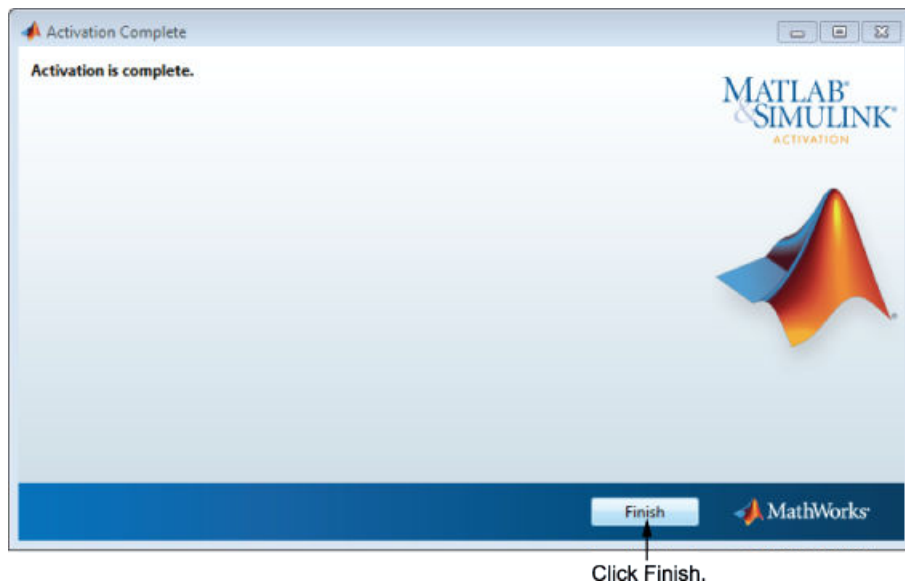 Activation Complete
Activation is complete.
MATLAB®
&SIMULINK®
ACTIVATION
®
Finish
MathWorks®
Click Finish.